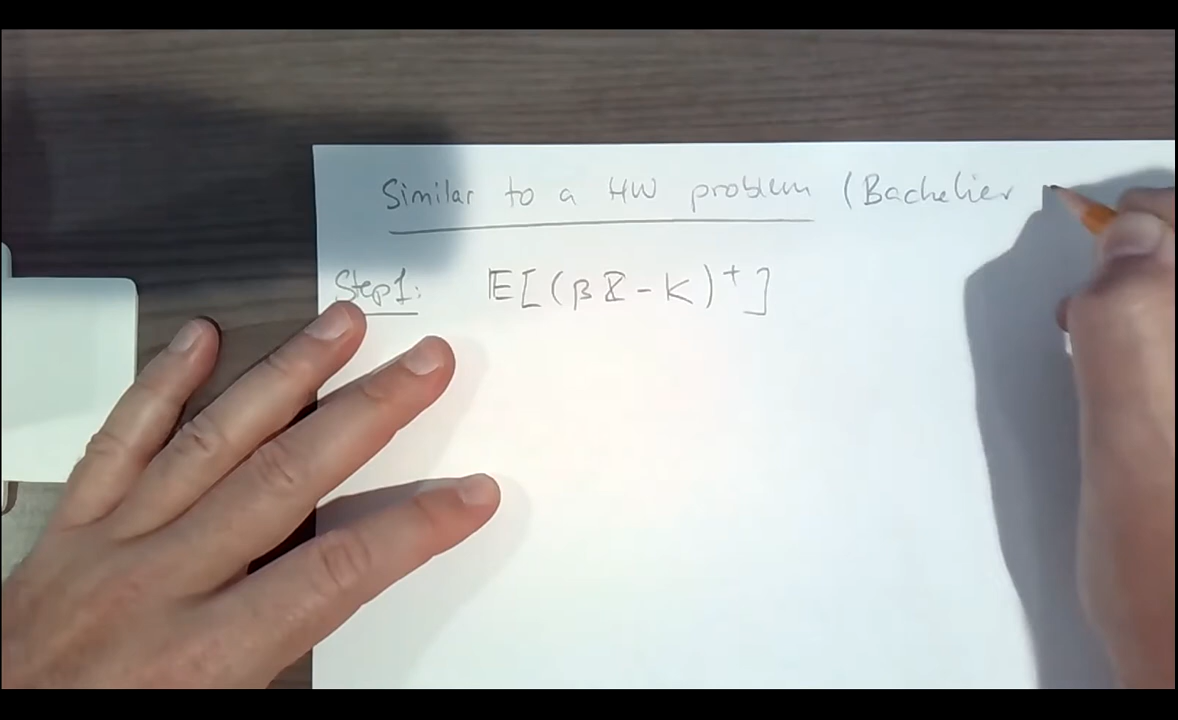 Similar to a HW problem (Bachelier
Step 1: E[(βZ-K)⁺]